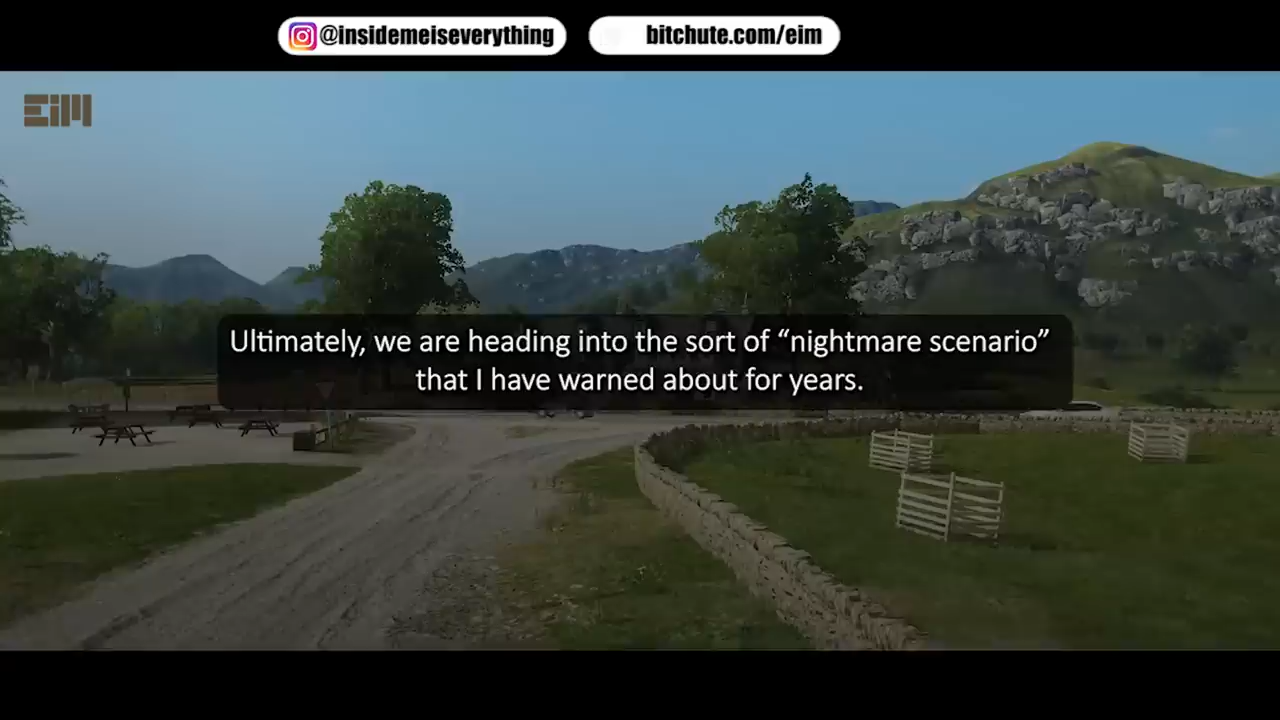 @insidemeiseverything
bitchute.com/eim
EiM
Ultimately, we are heading into the sort of “nightmare scenario”
that I have warned about for years.